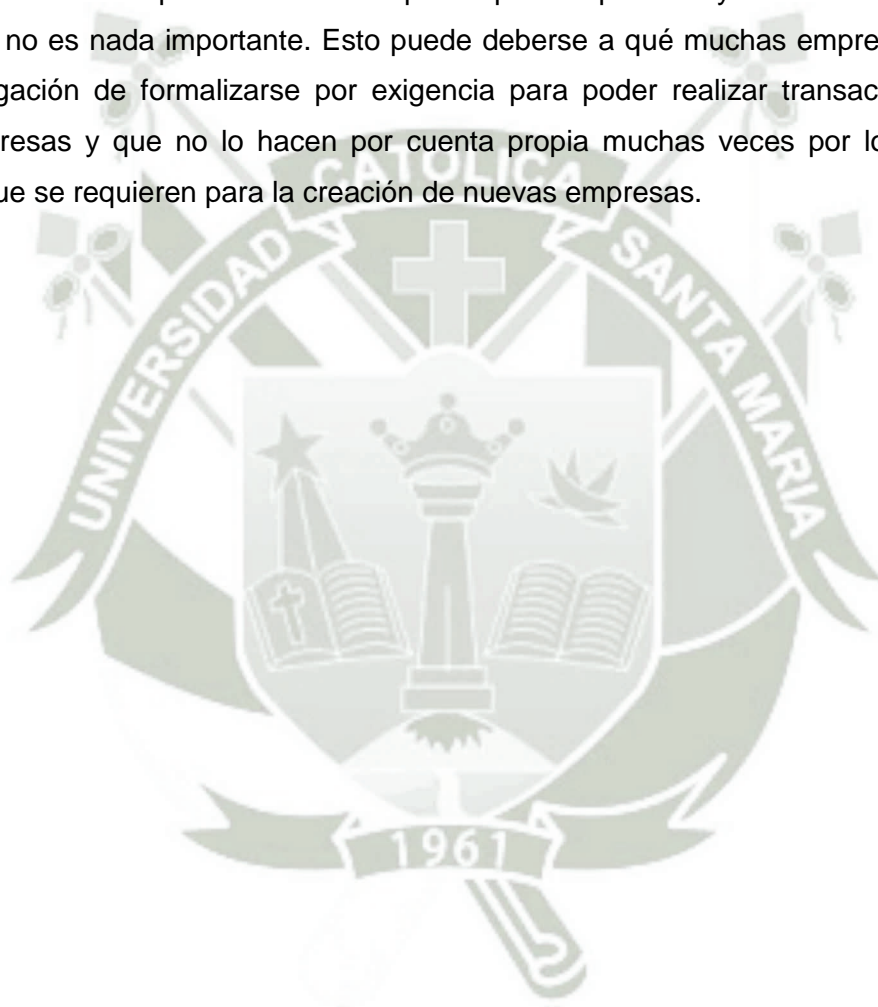 no es nada importante. Esto puede deberse a qué muchas empre
gación de formalizarse por exigencia para poder realizar transac
resas y que no lo hacen por cuenta propia muchas veces por lo
ue se requieren para la creación de nuevas empresas.
UNIVERSIDAD CATOLICA SANTA MARIA
1961